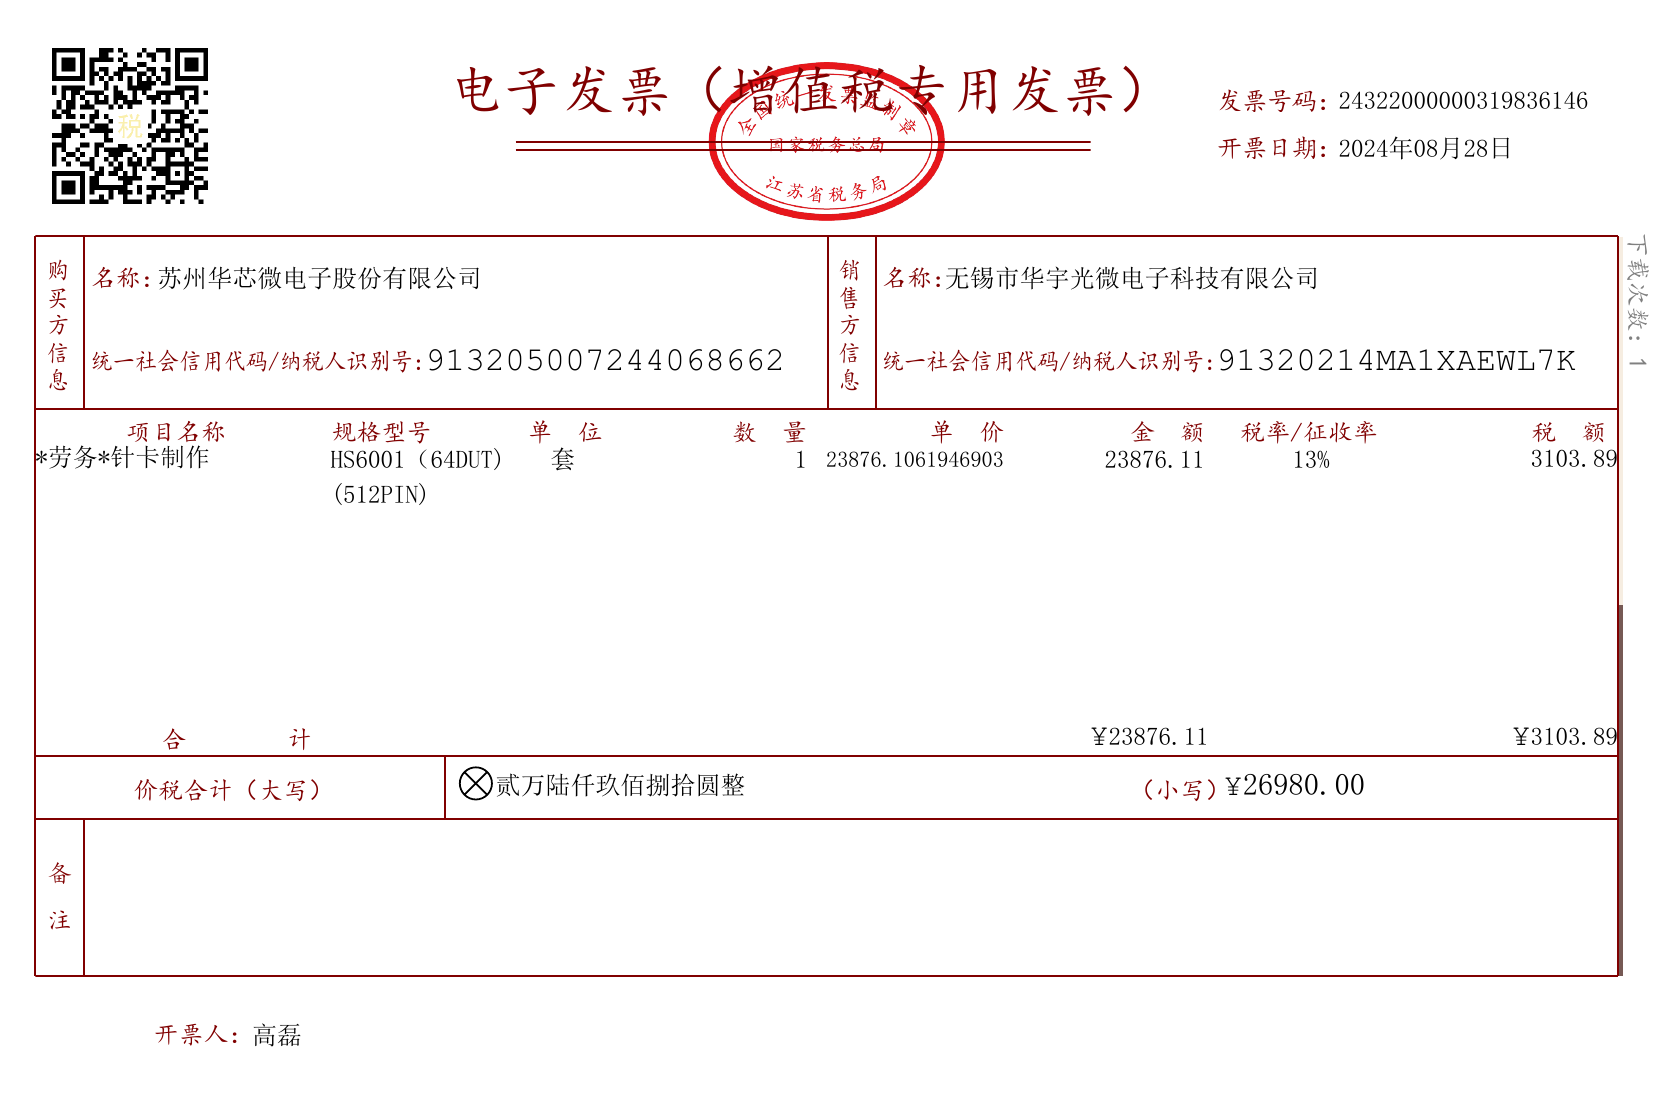 电子发票（增值税专用发票）
税
全国统一发票监制章
国家税务总局
江苏省税务局
发票号码：24322000000319836146
开票日期：2024年08月28日
下载次数：1
购买方信息
名称：苏州华芯微电子股份有限公司
统一社会信用代码/纳税人识别号：913205007244068662
销售方信息
名称：无锡市华宇光微电子科技有限公司
统一社会信用代码/纳税人识别号：91320214MA1XAEWL7K
项目名称 规格型号 单 位 数 量 单 价 金 额 税率/征收率 税 额
*劳务*针卡制作 HS6001（64DUT) 套 1 23876.1061946903 23876.11 13% 3103.89
(512PIN)
合 计 ¥23876.11 ¥3103.89
价税合计（大写） 贰万陆仟玖佰捌拾圆整 （小写）¥26980.00
备注
开票人：高磊